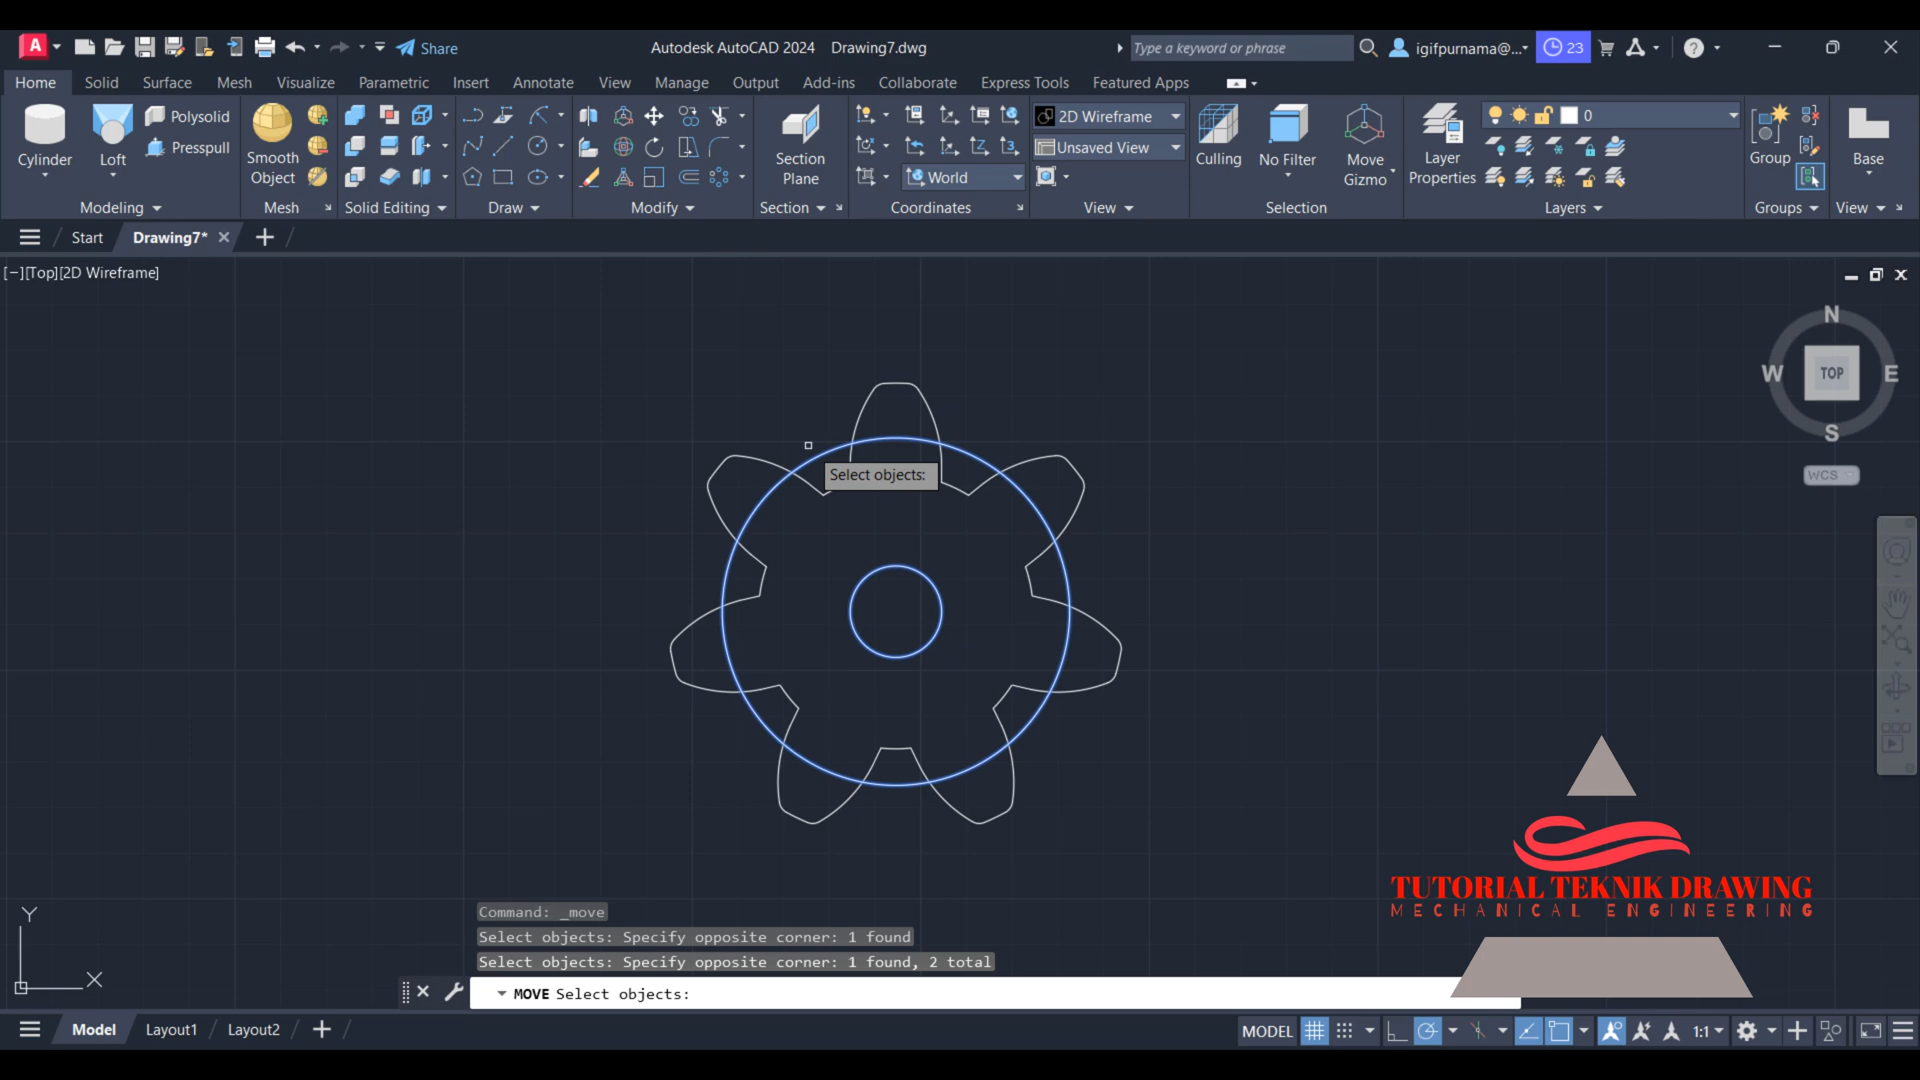 A Share Autodesk AutoCAD 2024 Drawing7.dwg Type a keyword or phrase igifpurnama@... 23
Home Solid Surface Mesh Visualize Parametric Insert Annotate View Manage Output Add-ins Collaborate Express Tools Featured Apps
Cylinder Loft Polysolid Presspull Smooth Object Section Plane World 2D Wireframe Unsaved View Culling No Filter Move Gizmo Layer Properties 0 Group Base
Modeling Mesh Solid Editing Draw Modify Section Coordinates View Selection Layers Groups View
Start Drawing7* +
[−][Top][2D Wireframe]
N
W TOP E
S
WCS
Select objects:
TUTORIAL TEKNIK DRAWING
MECHANICAL ENGINEERING
Y
X
Command: _move
Select objects: Specify opposite corner: 1 found
Select objects: Specify opposite corner: 1 found, 2 total
MOVE Select objects:
Model Layout1 Layout2 + MODEL 1:1